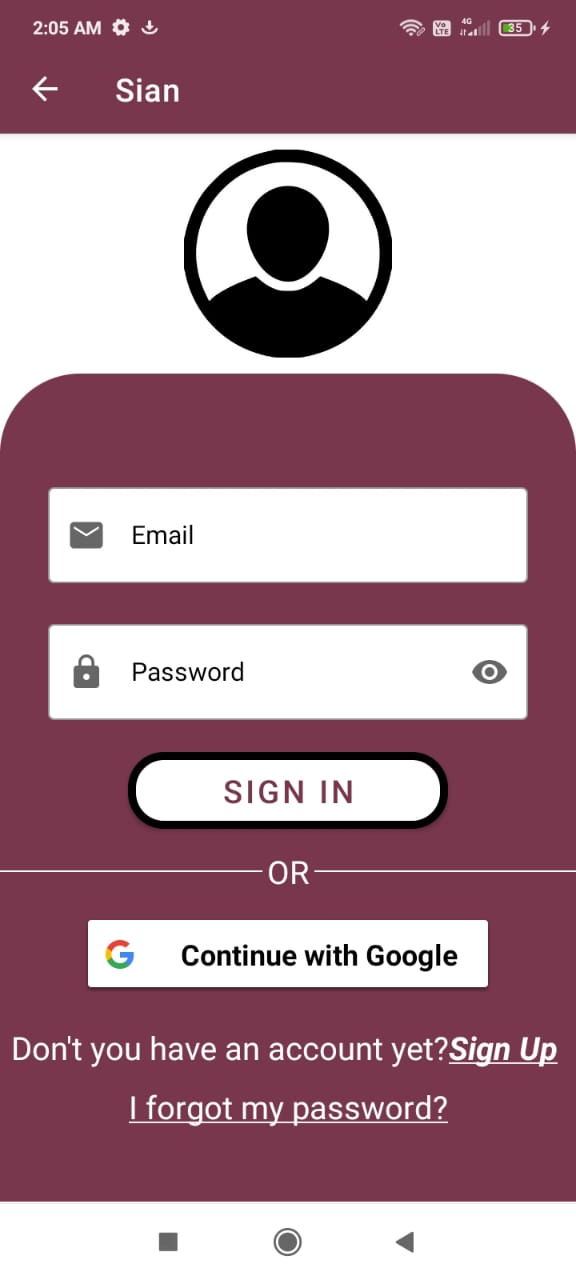 2:05 AM Vo LTE 4G 35
Sian
Email
Password
SIGN IN
OR
G Continue with Google
Don't you have an account yet?Sign Up
I forgot my password?